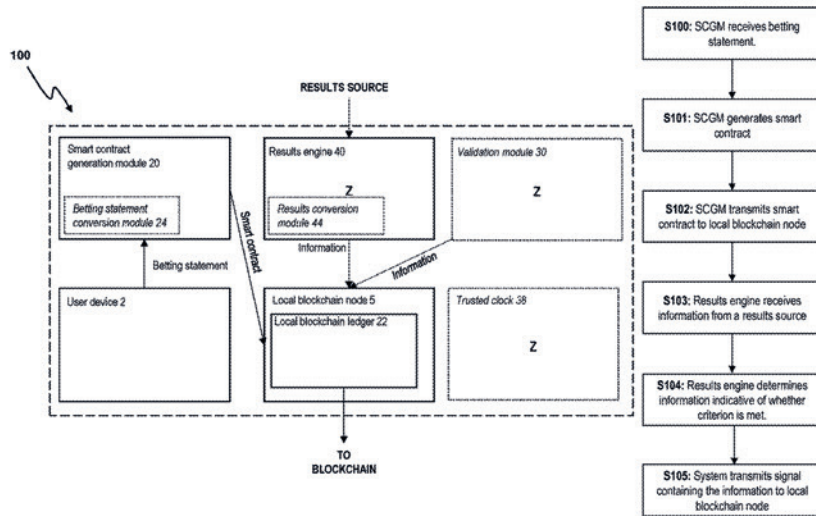 100
RESULTS SOURCE
Smart contract
generation module 20
Betting statement
conversion module 24
Betting statement
User device 2
Smart contract
Results engine 40
Z
Results conversion
module 44
Information
Validation module 30
Z
Information
Local blockchain node 5
Local blockchain ledger 22
Trusted clock 38
Z
TO
BLOCKCHAIN
S100: SCGM receives betting
statement.
S101: SCGM generates smart
contract
S102: SCGM transmits smart
contract to local blockchain node
S103: Results engine receives
information from a results source
S104: Results engine determines
information indicative of whether
criterion is met.
S105: System transmits signal
containing the information to local
blockchain node